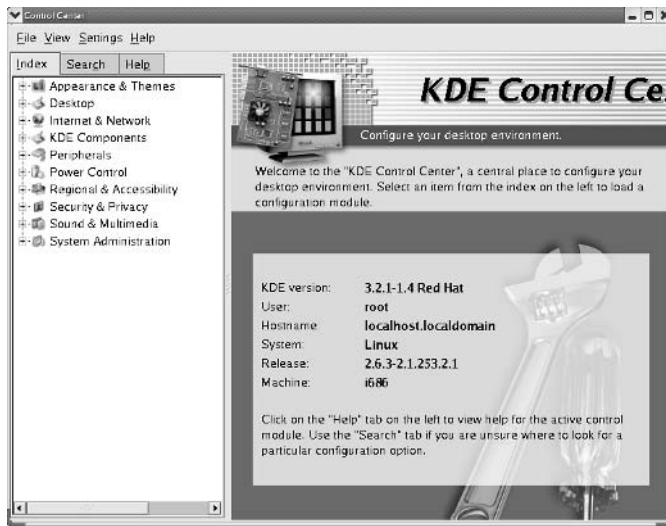 Control Center
File View Settings Help
Index Search Help
Appearance & Themes
Desktop
Internet & Network
KDE Components
Peripherals
Power Control
Regional & Accessibility
Security & Privacy
Sound & Multimedia
System Administration
KDE Control Ce
Configure your desktop environment.
Welcome to the "KDE Control Center", a central place to configure your
desktop environment. Select an item from the index on the left to load a
configuration module.
KDE version: 3.2.1-1.4 Red Hat
User: root
Hostname: localhost.localdomain
System: Linux
Release: 2.6.3-2.1.253.2.1
Machine: i686
Click on the "Help" tab on the left to view help for the active control
module. Use the "Search" tab if you are unsure where to look for a
particular configuration option.